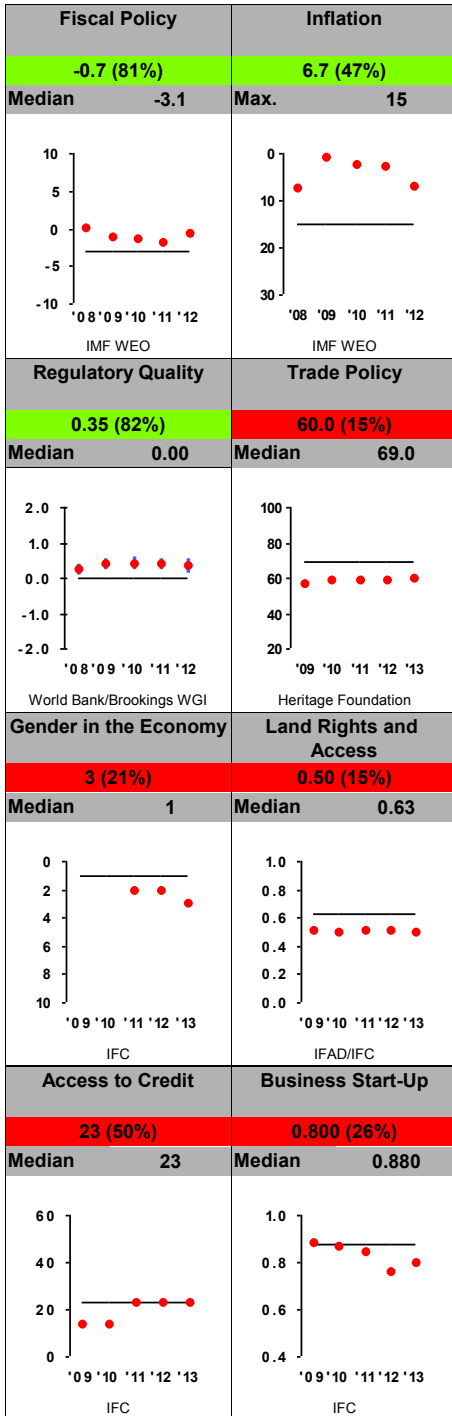 Fiscal Policy
-0.7 (81%)
Median -3.1
10
5
0
-5
-10
'08 '09 '10 '11 '12
IMF WEO
Inflation
6.7 (47%)
Max. 15
0
10
20
30
'08 '09 '10 '11 '12
IMF WEO
Regulatory Quality
0.35 (82%)
Median 0.00
2.0
1.0
0.0
-1.0
-2.0
'08 '09 '10 '11 '12
World Bank/Brookings WGI
Trade Policy
60.0 (15%)
Median 69.0
100
80
60
40
20
'09 '10 '11 '12 '13
Heritage Foundation
Gender in the Economy
3 (21%)
Median 1
0
2
4
6
8
10
'09 '10 '11 '12 '13
IFC
Land Rights and
Access
0.50 (15%)
Median 0.63
1.0
0.8
0.6
0.4
0.2
0.0
'09 '10 '11 '12 '13
IFAD/IFC
Access to Credit
23 (50%)
Median 23
60
40
20
0
'09 '10 '11 '12 '13
IFC
Business Start-Up
0.800 (26%)
Median 0.880
1.0
0.8
0.6
0.4
'09 '10 '11 '12 '13
IFC